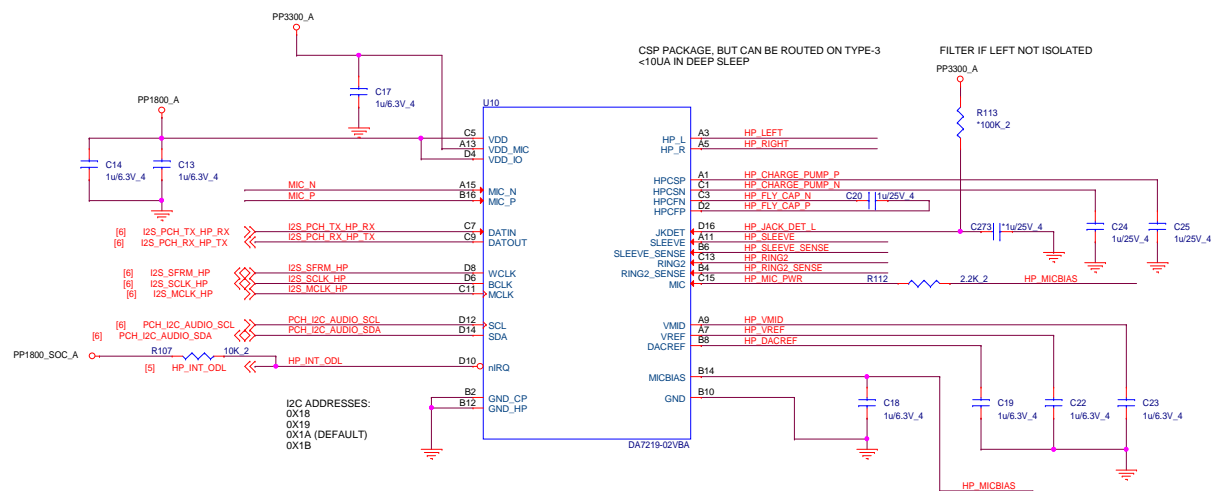 PP3300_A
CSP PACKAGE, BUT CAN BE ROUTED ON TYPE-3
<10UA IN DEEP SLEEP
FILTER IF LEFT NOT ISOLATED
PP3300_A
C17
1u/6.3V_4
PP1800_A
R113
*100K_2
C14
1u/6.3V_4
C13
1u/6.3V_4
U10
C5 VDD
A13 VDD_MIC
D4 VDD_IO
HP_L A3 HP_LEFT
HP_R A5 HP_RIGHT
HPCSP A1 HP_CHARGE_PUMP_P
HPCSN C1 HP_CHARGE_PUMP_N
HPCFN C3 HP_FLY_CAP_N C20 1u/25V_4
HPCFP D2 HP_FLY_CAP_P
MIC_N A15 MIC_N
MIC_P B16 MIC_P
JKDET D16 HP_JACK_DET_L C273 *1u/25V_4
C24
1u/25V_4
C25
1u/25V_4
[6] I2S_PCH_TX_HP_RX I2S_PCH_TX_HP_RX C7 DATIN
[6] I2S_PCH_RX_HP_TX I2S_PCH_RX_HP_TX C9 DATOUT
SLEEVE A11 HP_SLEEVE
SLEEVE_SENSE B6 HP_SLEEVE_SENSE
RING2 C13 HP_RING2
RING2_SENSE B4 HP_RING2_SENSE
MIC C15 HP_MIC_PWR R112 2.2K_2 HP_MICBIAS
[6] I2S_SFRM_HP I2S_SFRM_HP D8 WCLK
[6] I2S_SCLK_HP I2S_SCLK_HP D6 BCLK
[6] I2S_MCLK_HP I2S_MCLK_HP C11 MCLK
[6] PCH_I2C_AUDIO_SCL PCH_I2C_AUDIO_SCL D12 SCL
[6] PCH_I2C_AUDIO_SDA PCH_I2C_AUDIO_SDA D14 SDA
VMID A9 HP_VMID
VREF A7 HP_VREF
DACREF B8 HP_DACREF
PP1800_SOC_A R107 10K_2
[5] HP_INT_ODL HP_INT_ODL D10 nIRQ
MICBIAS B14
GND B10
B2 GND_CP
B12 GND_HP
I2C ADDRESSES:
0X18
0X19
0X1A (DEFAULT)
0X1B
C18
1u/6.3V_4
C19
1u/6.3V_4
C22
1u/6.3V_4
C23
1u/6.3V_4
DA7219-02VBA
HP_MICBIAS